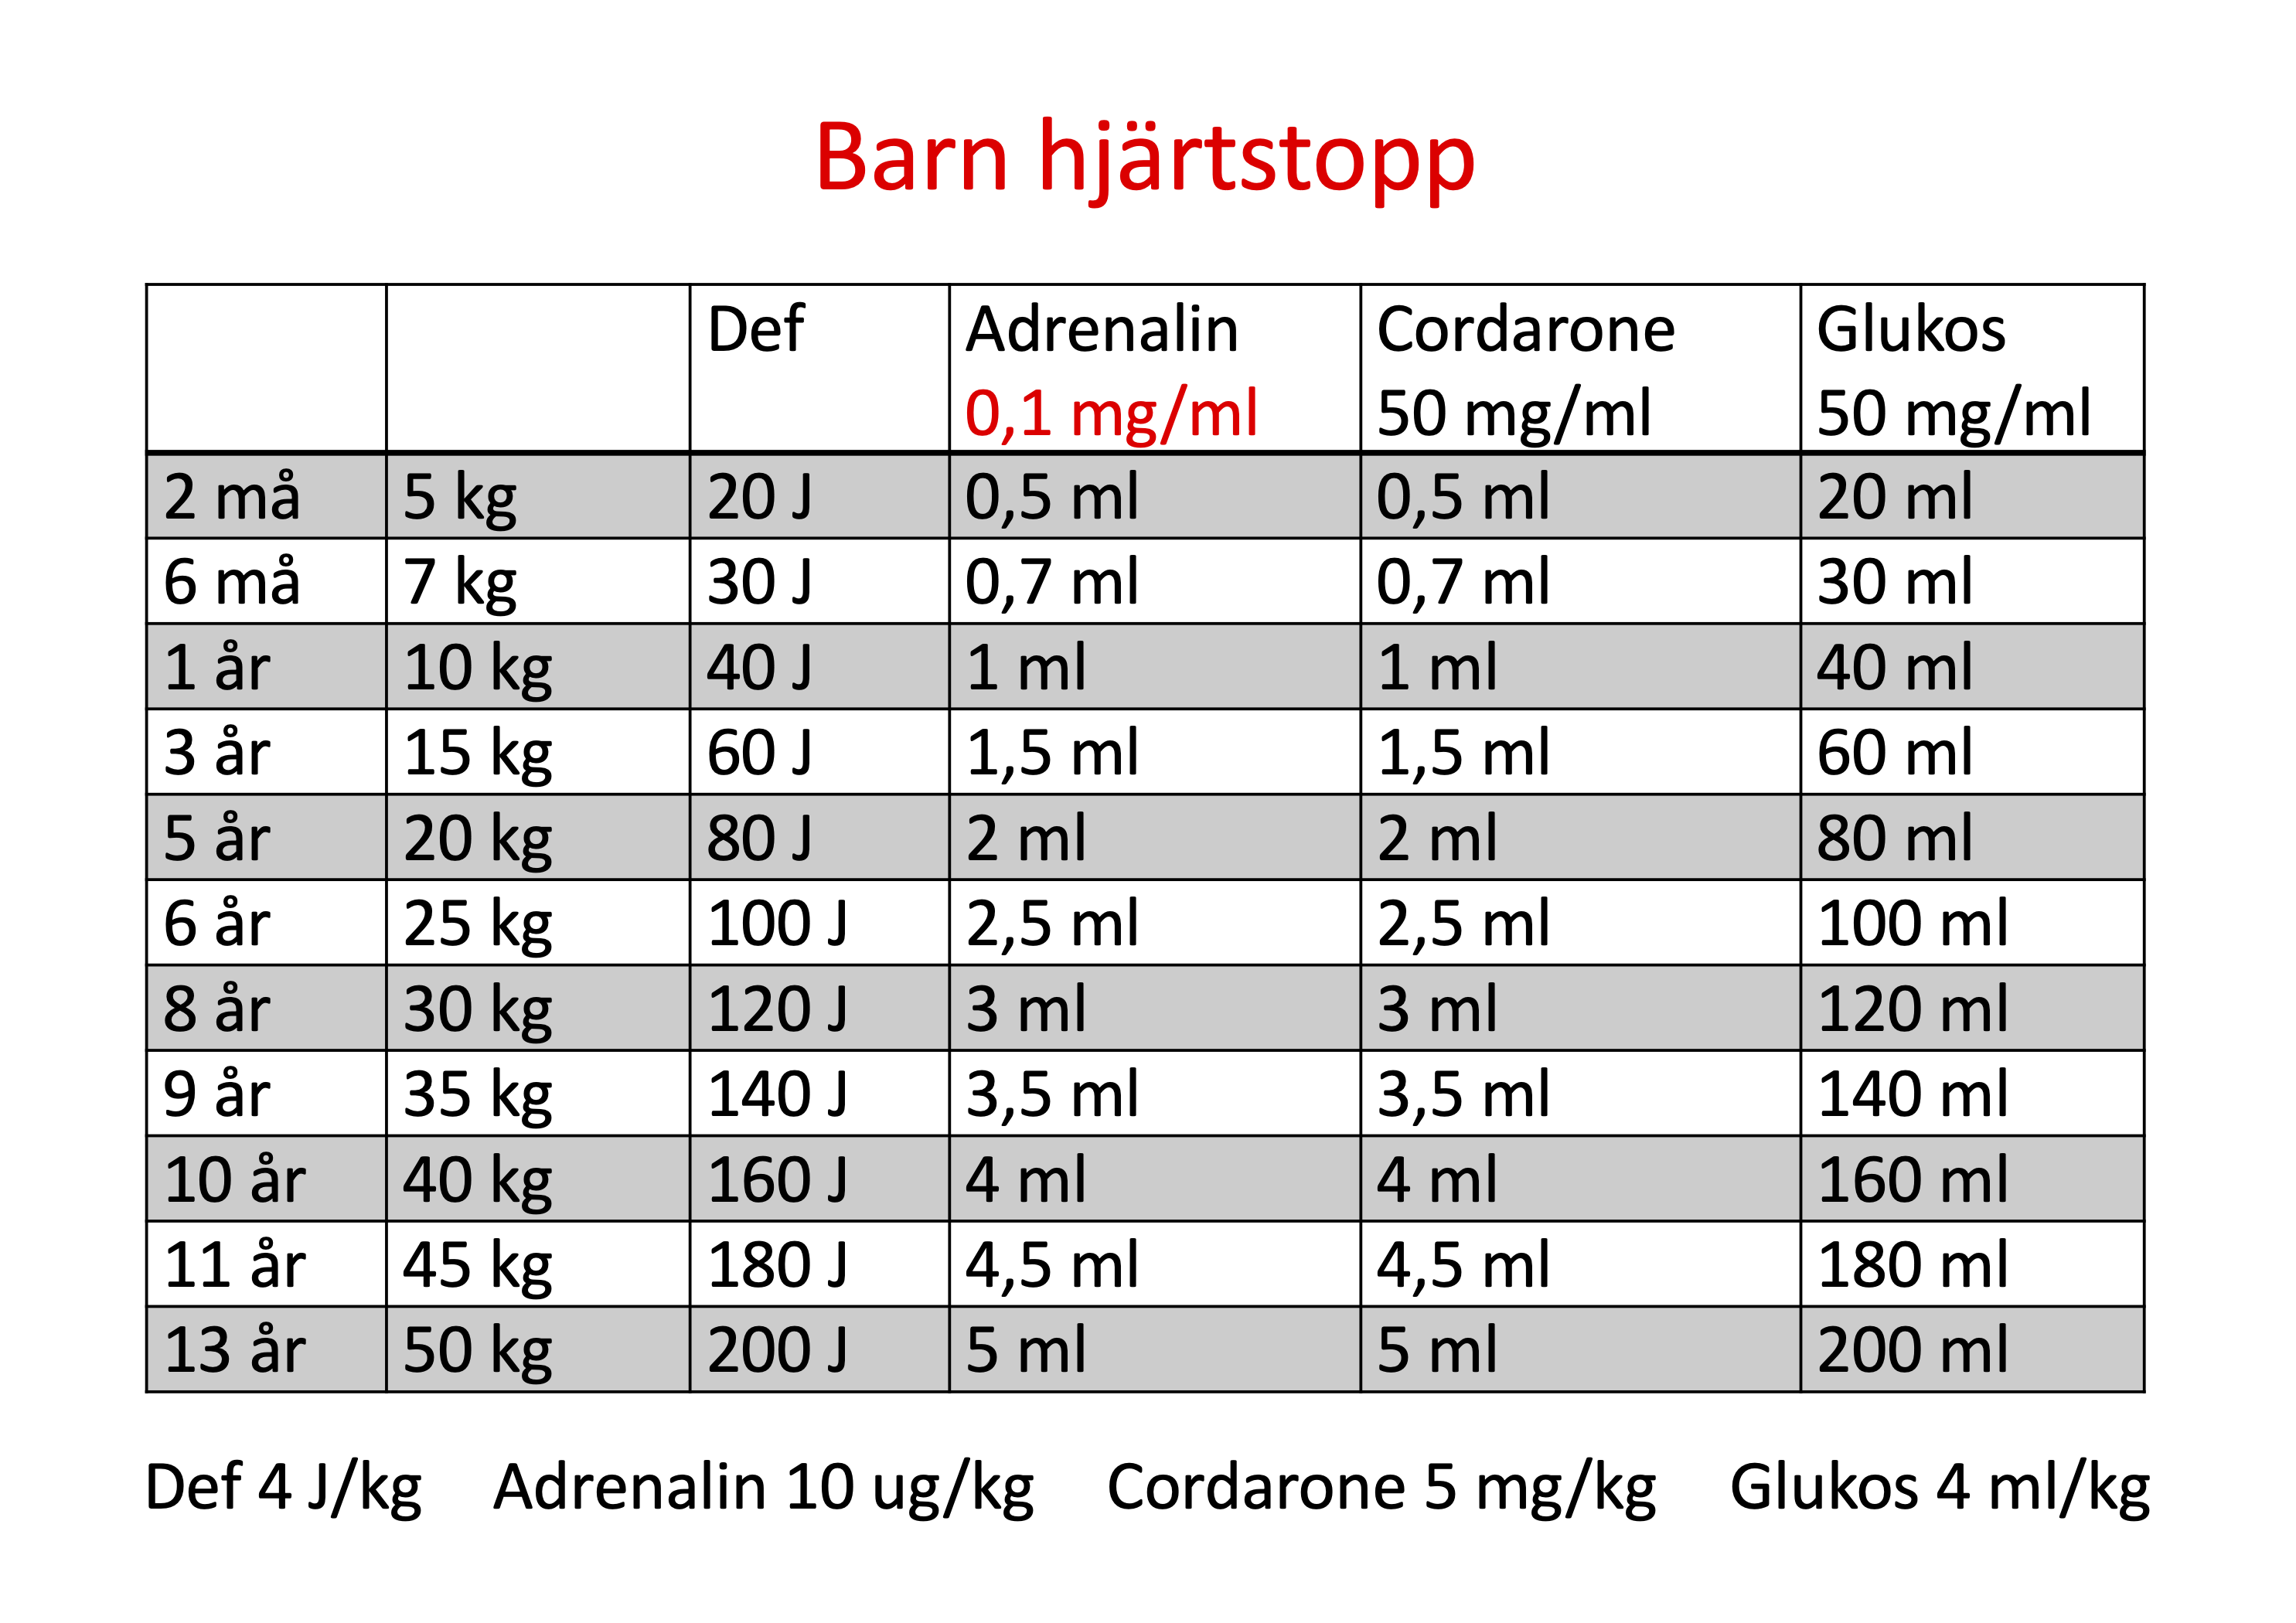 Barn hjärtstopp
Def Adrenalin Cordarone Glukos
0,1 mg/ml 50 mg/ml 50 mg/ml
2 må 5 kg 20 J 0,5 ml 0,5 ml 20 ml
6 må 7 kg 30 J 0,7 ml 0,7 ml 30 ml
1 år 10 kg 40 J 1 ml 1 ml 40 ml
3 år 15 kg 60 J 1,5 ml 1,5 ml 60 ml
5 år 20 kg 80 J 2 ml 2 ml 80 ml
6 år 25 kg 100 J 2,5 ml 2,5 ml 100 ml
8 år 30 kg 120 J 3 ml 3 ml 120 ml
9 år 35 kg 140 J 3,5 ml 3,5 ml 140 ml
10 år 40 kg 160 J 4 ml 4 ml 160 ml
11 år 45 kg 180 J 4,5 ml 4,5 ml 180 ml
13 år 50 kg 200 J 5 ml 5 ml 200 ml
Def 4 J/kg Adrenalin 10 ug/kg Cordarone 5 mg/kg Glukos 4 ml/kg